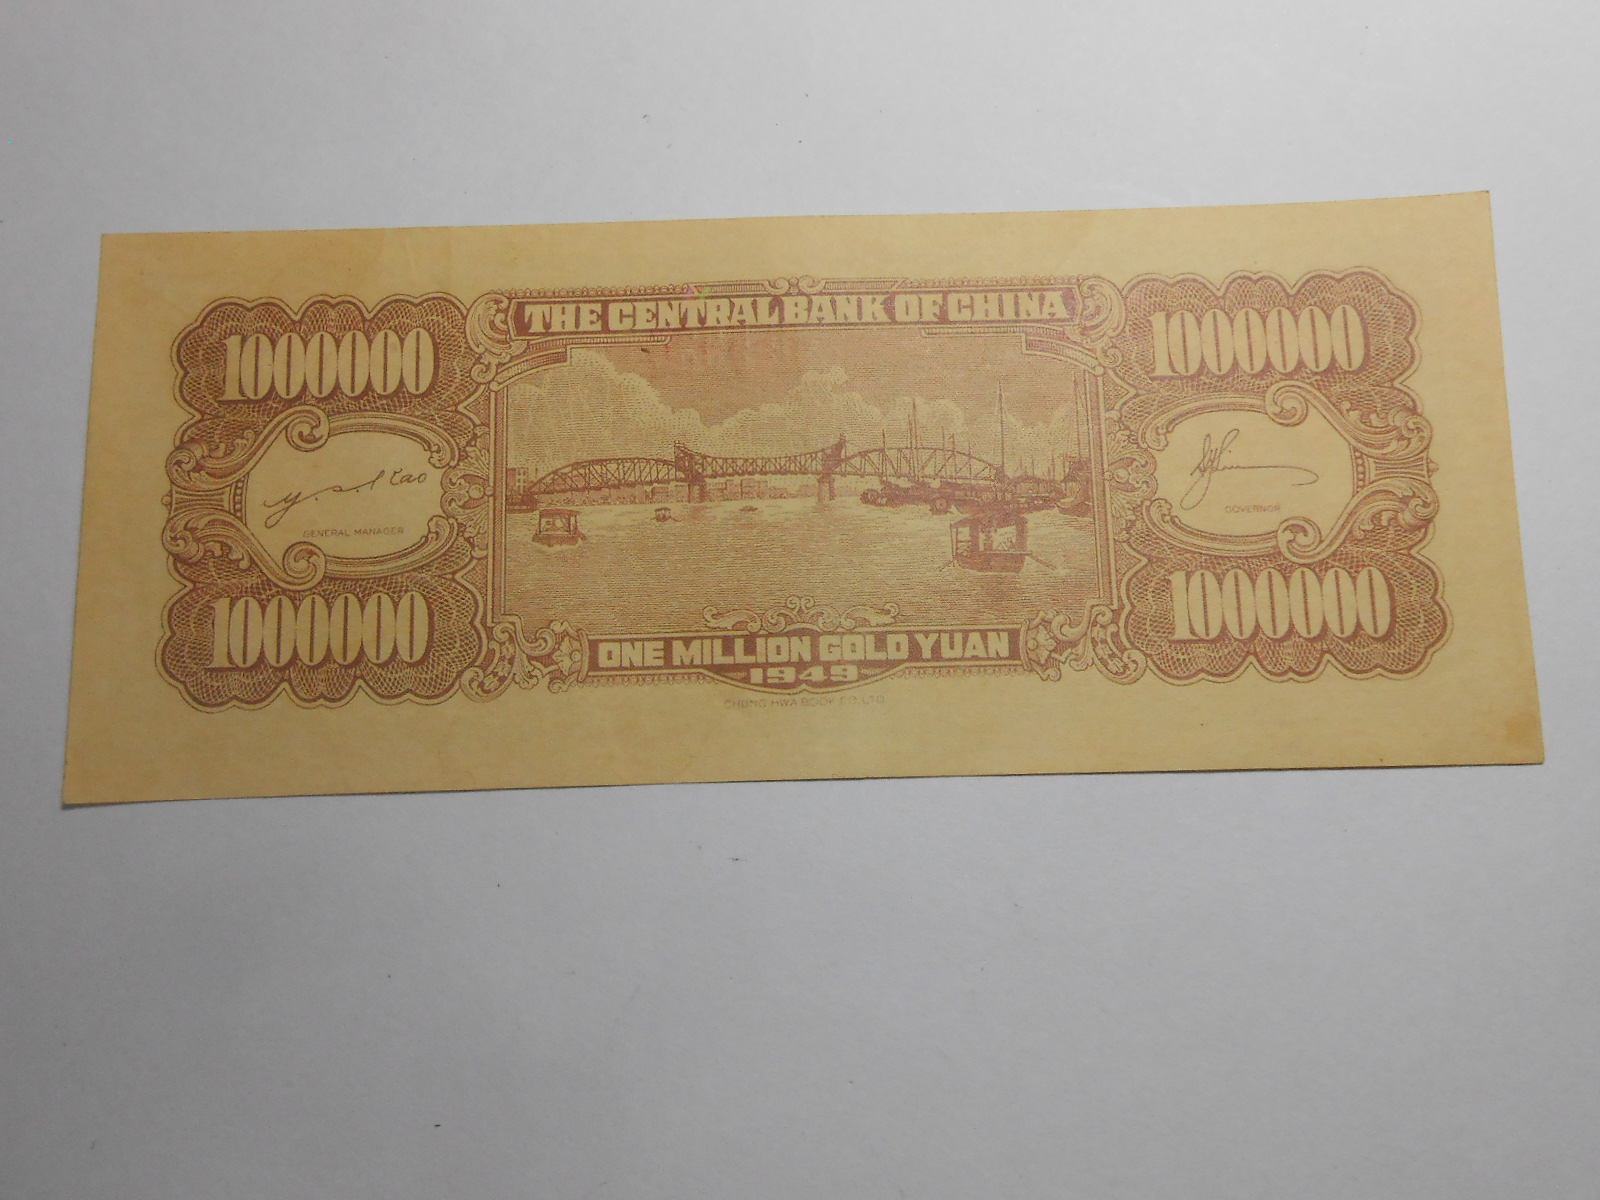 THE CENTRAL BANK OF CHINA
1000000
1000000
GENERAL MANAGER
GOVERNOR
1000000
1000000
ONE MILLION GOLD YUAN
1949
CHUNG HWA BOOK CO. LTD.